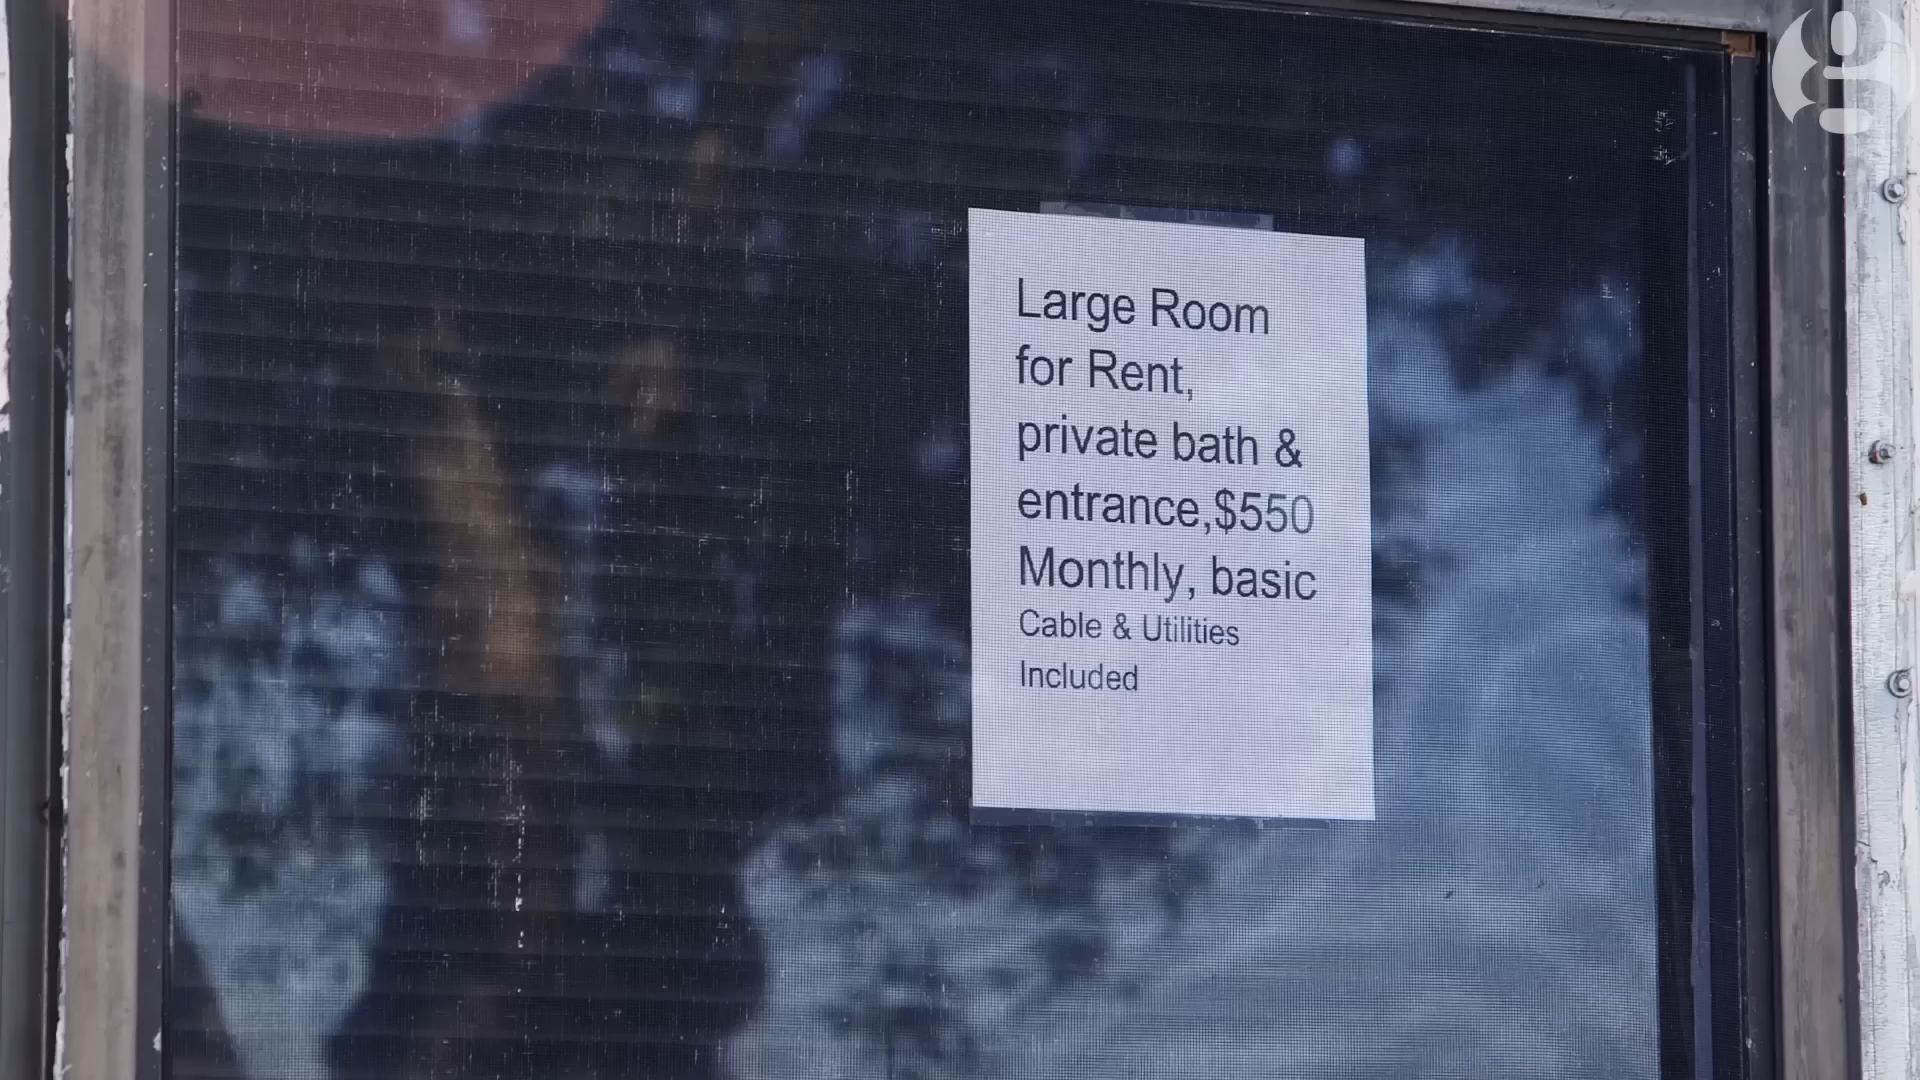 Large Room
for Rent,
private bath &
entrance,$550
Monthly, basic
Cable & Utilities
Included